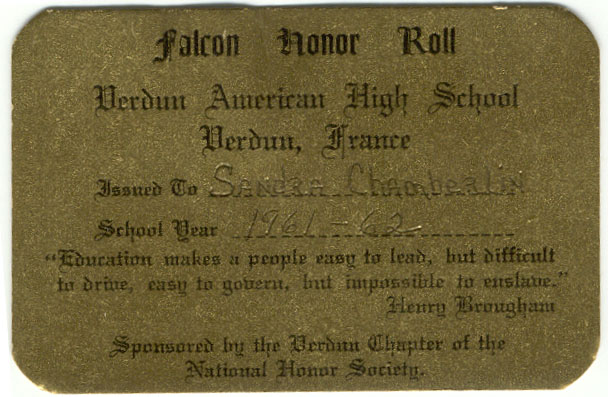 Falcon Honor Roll
Verdun American High School
Verdun, France
Issued To Sandra Chamberlin
School Year 1961-62
"Education makes a people easy to lead, but difficult
to drive, easy to govern, but impossible to enslave."
Henry Brougham
Sponsored by the Verdun Chapter of the
National Honor Society.